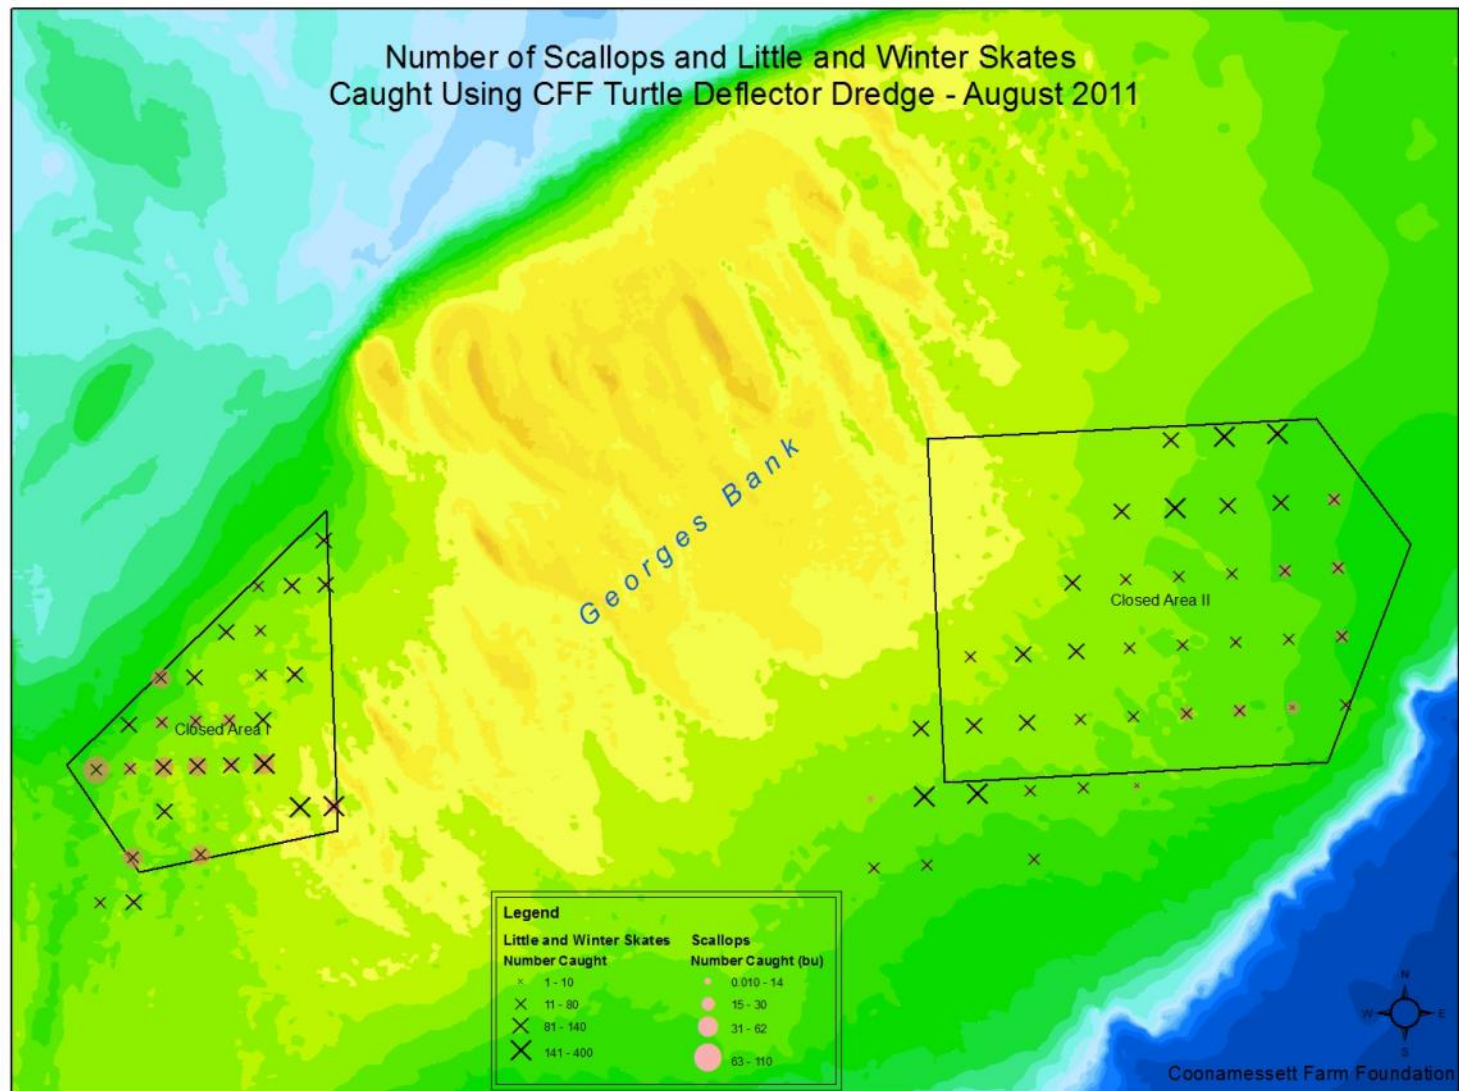 Number of Scallops and Little and Winter Skates
Caught Using CFF Turtle Deflector Dredge - August 2011
Georges Bank
Closed Area II
Closed Area I
Legend
Little and Winter Skates
Number Caught
1 - 10
11 - 80
81 - 140
141 - 400
Scallops
Number Caught (bu)
0.010 - 14
15 - 30
31 - 62
63 - 110
N
W E
S
Coonamessett Farm Foundation